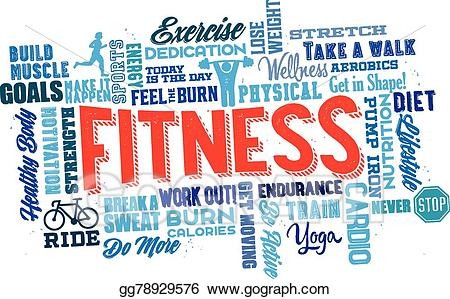 Exercise
DEDICATION
LOSE
WEIGHT
STRETCH
BUILD
MUSCLE
SPORTS
ENERGY
TODAY
IS THE DAY
Wellness
TAKE A WALK
AEROBICS
GOALS
MAKE IT
HAPPEN
FEEL THE BURN
PHYSICAL
Get in Shape!
DIET
FITNESS
Healthy Body
MOTIVATION
STRENGTH
PUMP IRON
NUTRITION
Lifestyle
RIDE
BREAK A
SWEAT
WORK OUT!
BURN
CALORIES
Do More
GET MOVING
Be Active
ENDURANCE
TRAIN
Yoga
CARDIO
NEVER
STOP
© GoGraph
gg78929576
www.gograph.com